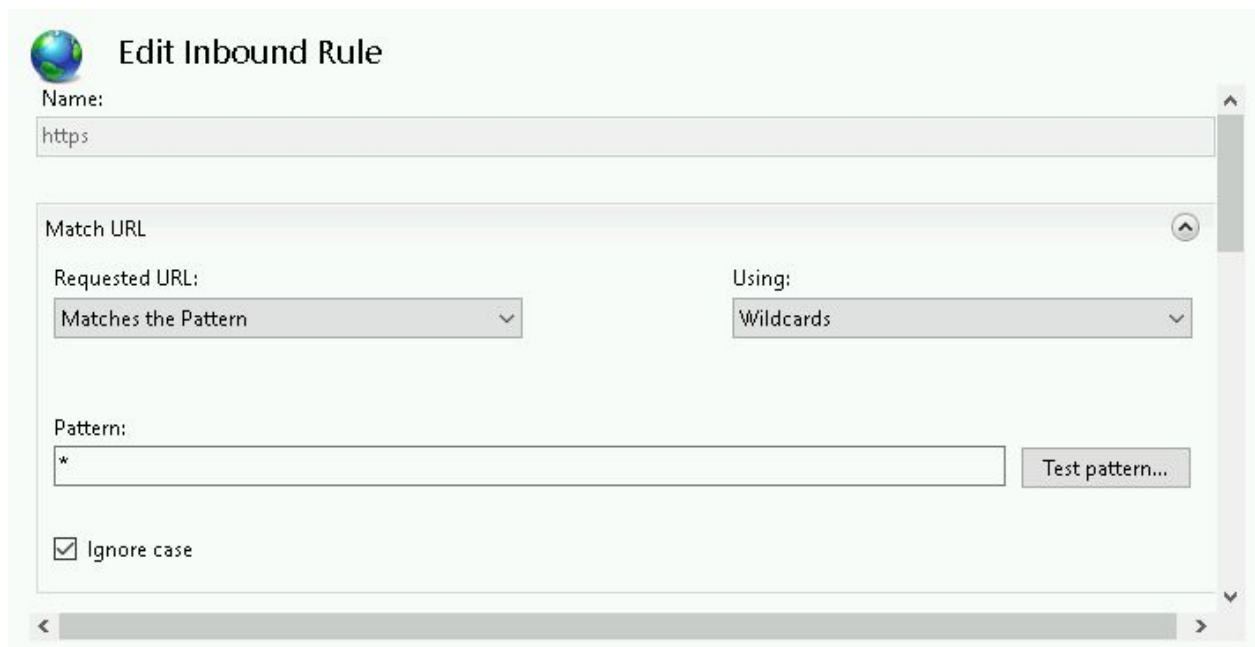 Edit Inbound Rule
Name:
https
Match URL
Requested URL:
Using:
Matches the Pattern
Wildcards
Pattern:
*
Test pattern...
Ignore case